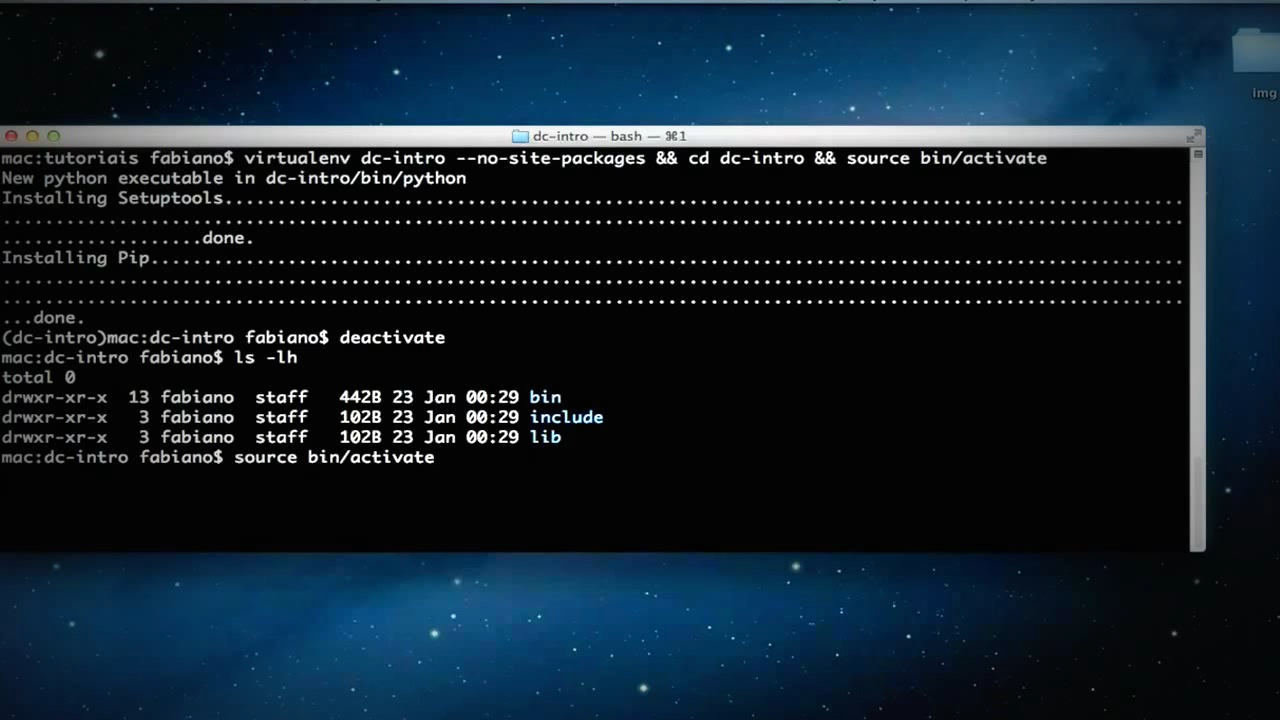 img
dc-intro — bash — ⌘1
mac:tutoriais fabiano$ virtualenv dc-intro --no-site-packages && cd dc-intro && source bin/activate
New python executable in dc-intro/bin/python
Installing Setuptools...........................................................................................
................................................................................................................
...................done.
Installing Pip..................................................................................................
................................................................................................................
................................................................................................................
...done.
(dc-intro)mac:dc-intro fabiano$ deactivate
mac:dc-intro fabiano$ ls -lh
total 0
drwxr-xr-x  13 fabiano  staff   442B 23 Jan 00:29 bin
drwxr-xr-x   3 fabiano  staff   102B 23 Jan 00:29 include
drwxr-xr-x   3 fabiano  staff   102B 23 Jan 00:29 lib
mac:dc-intro fabiano$ source bin/activate